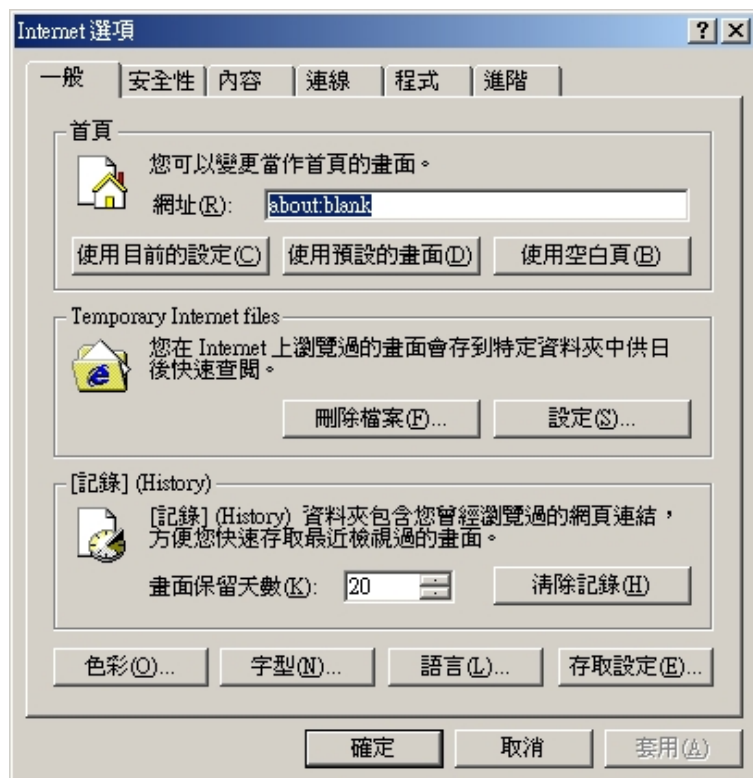 Internet 選項
一般 安全性 內容 連線 程式 進階
首頁
您可以變更當作首頁的畫面。
網址(R): about:blank
使用目前的設定(C) 使用預設的畫面(D) 使用空白頁(B)
Temporary Internet files
您在 Internet 上瀏覽過的畫面會存到特定資料夾中供日
後快速查閱。
刪除檔案(F)... 設定(S)...
[記錄] (History)
[記錄] (History) 資料夾包含您曾經瀏覽過的網頁連結，
方便您快速存取最近檢視過的畫面。
畫面保留天數(K): 20 清除記錄(H)
色彩(O)... 字型(N)... 語言(L)... 存取設定(E)...
確定 取消 套用(A)